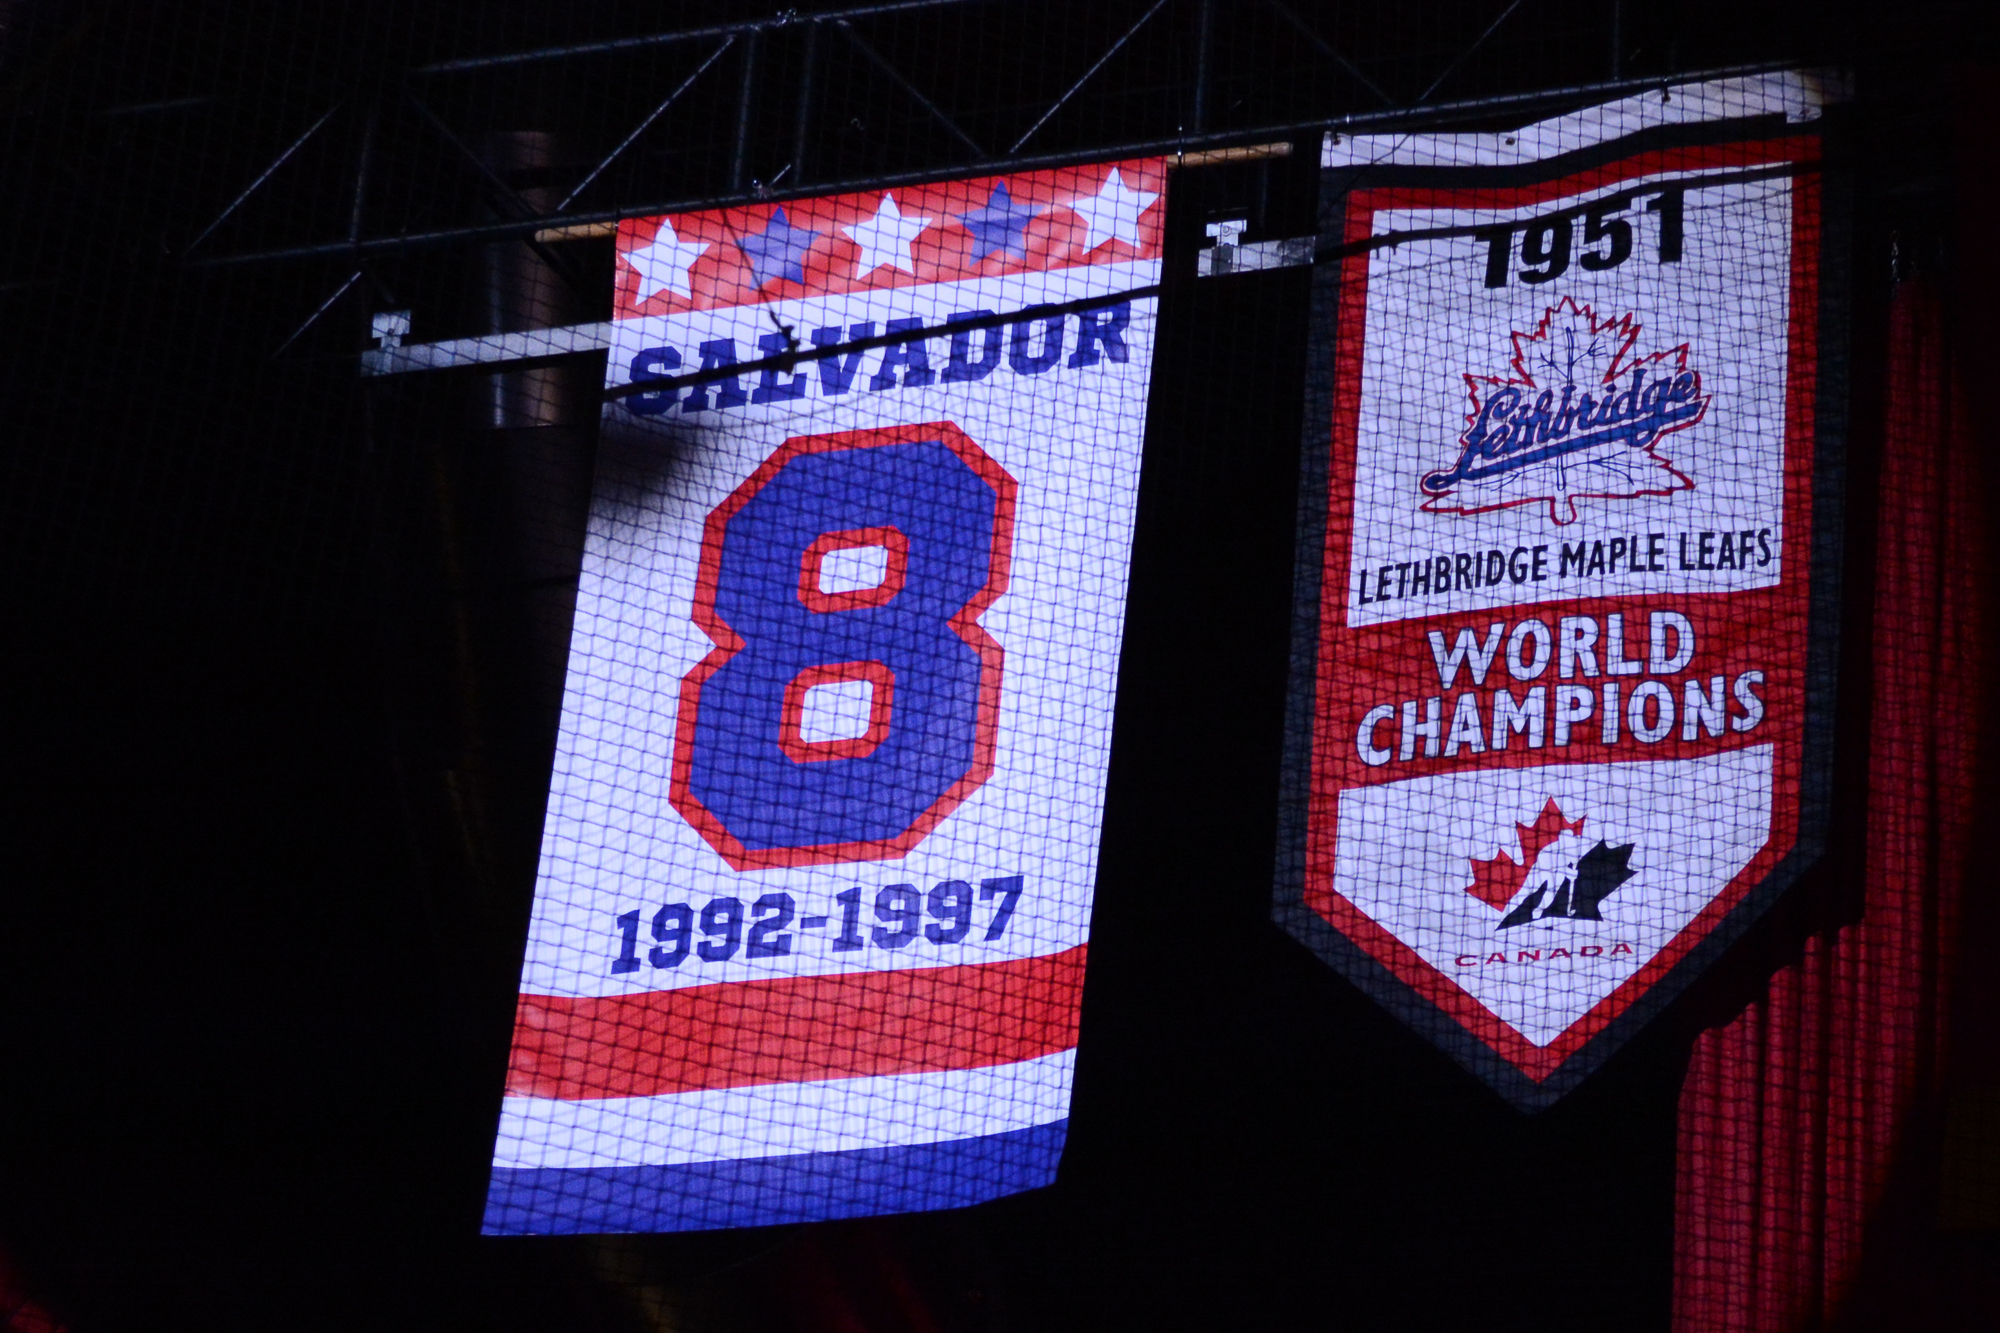 SALVADOR
8
1992-1997
1951
Lethbridge
LETHBRIDGE MAPLE LEAFS
WORLD
CHAMPIONS
CANADA